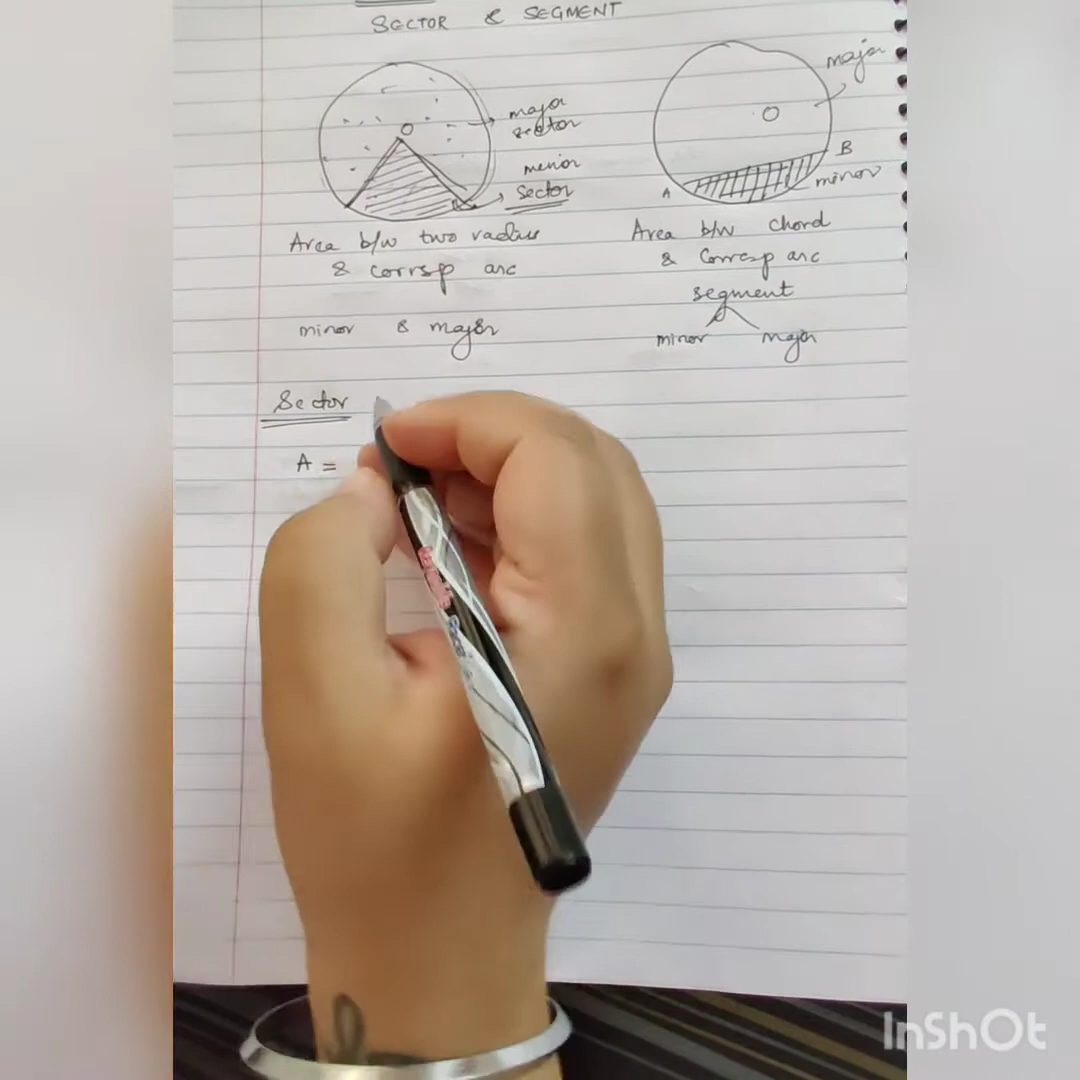 SECTOR & SEGMENT
major
sector
minor
sector
O
Area b/w two radius
& corrsp arc
minor & major
major
O
B
A
minor
Area b/w chord
& Corresp arc
segment
minor major
Sector
A =
InShOt